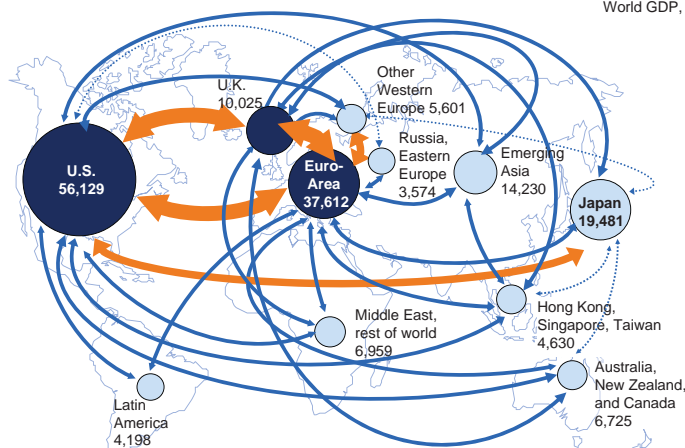 World GDP,
U.K.
10,025
Other
Western
Europe 5,601
U.S.
56,129
Euro-
Area
37,612
Russia,
Eastern
Europe
3,574
Emerging
Asia
14,230
Japan
19,481
Middle East,
rest of world
6,959
Hong Kong,
Singapore, Taiwan
4,630
Latin
America
4,198
Australia,
New Zealand,
and Canada
6,725